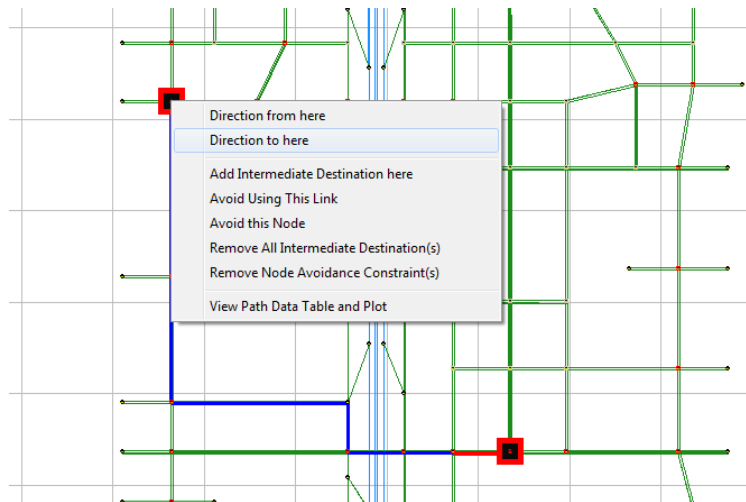 Direction from here
Direction to here
Add Intermediate Destination here
Avoid Using This Link
Avoid this Node
Remove All Intermediate Destination(s)
Remove Node Avoidance Constraint(s)
View Path Data Table and Plot